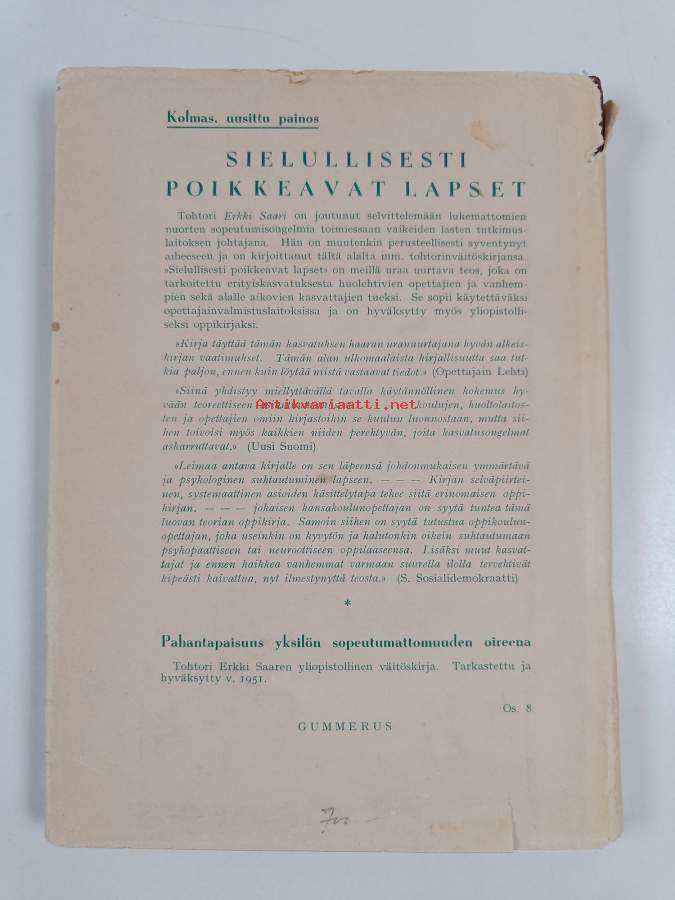 Kolmas, uusittu painos
SIELULLISESTI
POIKKEAVAT LAPSET
Tohtori Erkki Saari on joutunut selvittelemään lukemattomien
nuorten sopeutumisongelmia toimiessaan vaikeiden lasten tutkimus-
laitoksen johtajana. Hän on muutenkin perusteellisesti syventynyt
aiheeseen ja on kirjoittanut tältä alalta mm. tohtorinväitöskirjansa.
»Sielullisesti poikkeavat lapset» on meillä uraa uurtava teos, joka on
tarkoitettu erityiskasvatuksesta huolehtivien opettajien ja vanhem-
pien sekä alalle aikovien kasvattajien tueksi. Se sopii käytettäväksi
opettajainvalmistuslaitoksissa ja on hyväksytty myös yliopistolli-
seksi oppikirjaksi.
»Kirja täyttää tämän kasvatuksen haaran uranuurtajana hyvän alkeis-
kirjan vaatimukset. Tämän alan ulkomaalaista kirjallisuutta saa tut-
kia paljon, ennen kuin löytää niistä vastaavat tiedot.» (Opettajain Lehti)
»Siinä yhdistyy miellyttävällä tavalla käytännöllinen kokemus hy-
vään teoreettiseen koulujen, huoltolaitos-
Antikvariaatti.net
ten ja opettajien omiin kirjastoihin se kuuluu luonnostaan, mutta sii-
hen toivoisi myös kaikkien niiden perehtyvän, joita kasvatusongelmat
askarruttavat.» (Uusi Suomi)
»Leimaa antava kirjalle on sen läpeensä johdonmukaisen ymmärtävä
ja psykologinen suhtautuminen lapseen. — — — Kirjan selväpiirtei-
nen, systemaattinen asioiden käsittelytapa tekee siitä erinomaisen oppi-
kirjan. — — — jokaisen kansakoulunopettajan on syytä tuntea tämä
luovan teorian oppikirja. Samoin siihen on syytä tutustua oppikoulun-
opettajan, joka useinkin on kyvytön ja halutonkin oikein suhtautumaan
psykopaattiseen tai neuroottiseen oppilaaseensa. Lisäksi muut kasvat-
tajat ja ennen kaikkea vanhemmat varmaan suurella ilolla tervehtivät
kipeästi kaivattua, nyt ilmestynyttä teosta.» (S. Sosialidemokraatti)
*
Pahantapaisuus yksilön sopeutumattomuuden oireena
Tohtori Erkki Saaren yliopistollinen väitöskirja. Tarkastettu ja
hyväksytty v. 1951.
Os. 8
GUMMERUS